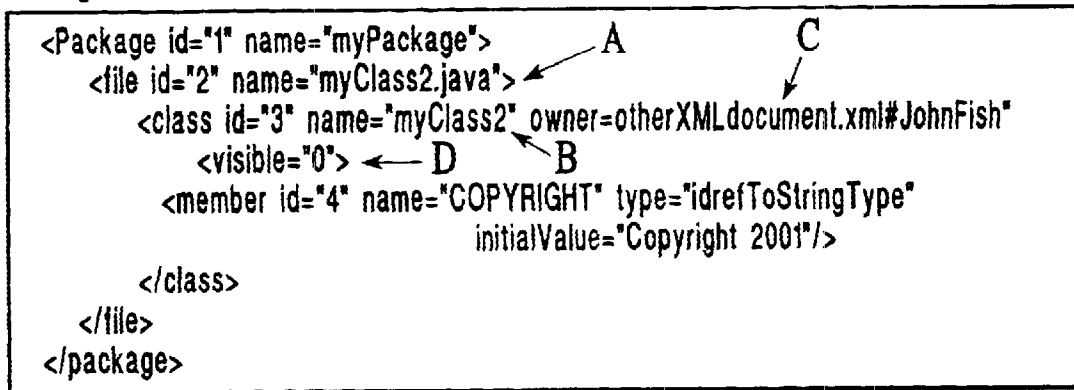 <Package id="1" name="myPackage"> A C
<file id="2" name="myClass2.java">
<class id="3" name="myClass2" owner=otherXMLdocument.xml#JohnFish"
<visible="0"> D B
<member id="4" name="COPYRIGHT" type="idrefToStringType"
initialValue="Copyright 2001"/>
</class>
</file>
</package>